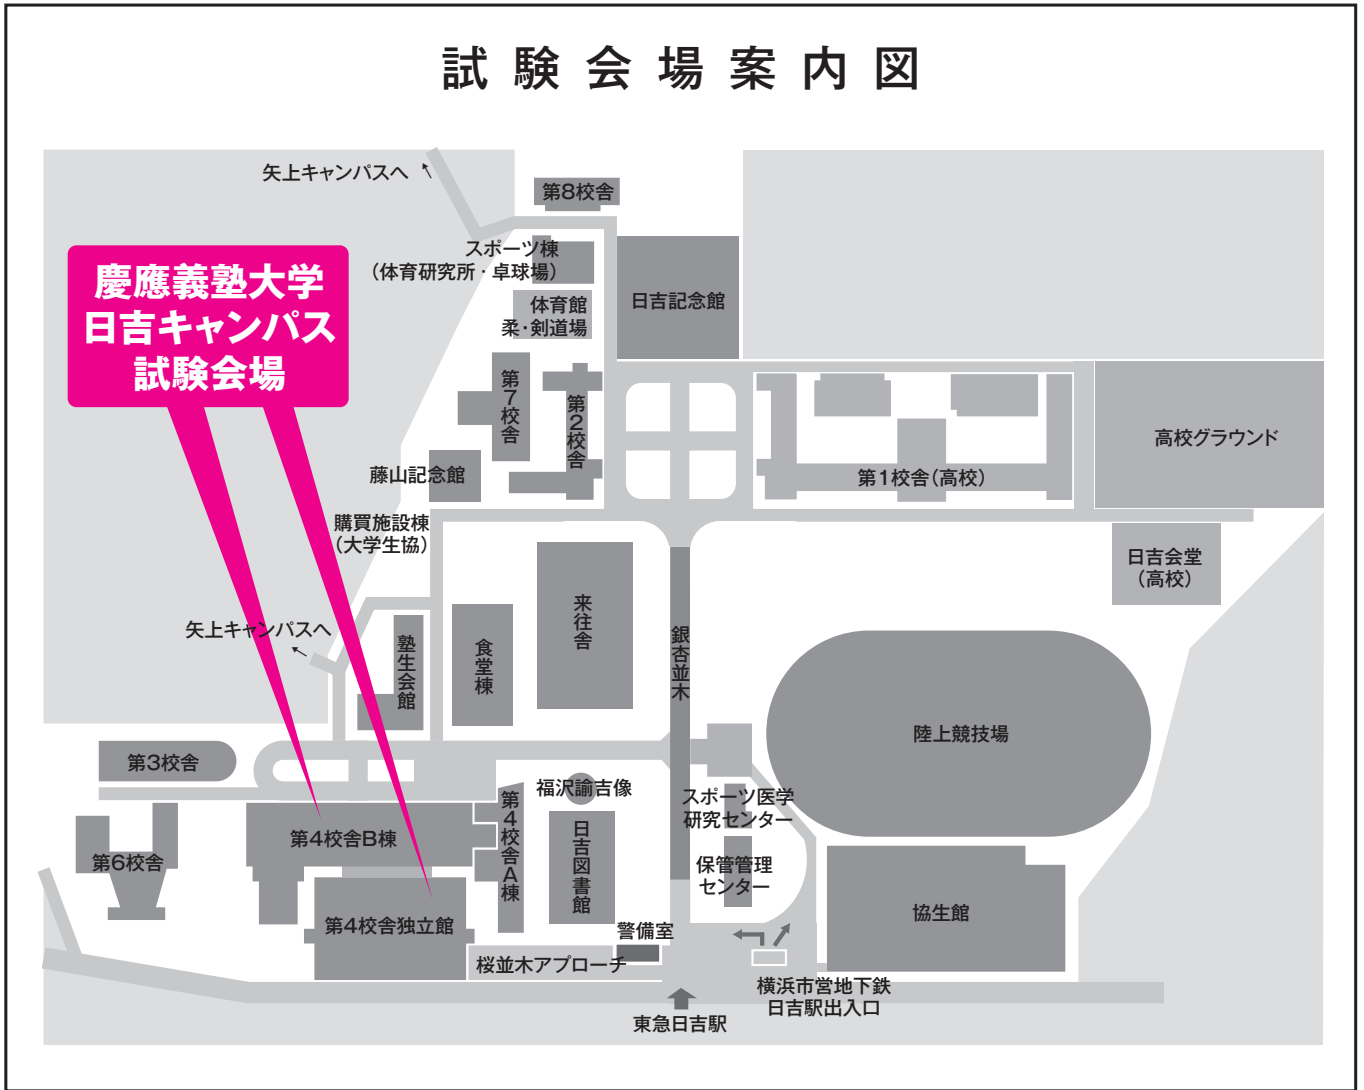 試験会場案内図
矢上キャンパスへ
第8校舎
スポーツ棟
（体育研究所・卓球場）
慶應義塾大学
日吉キャンパス
試験会場
体育館
柔・剣道場
日吉記念館
第7校舎
第2校舎
高校グラウンド
藤山記念館
第1校舎（高校）
購買施設棟
（大学生協）
日吉会堂
（高校）
来往舎
矢上キャンパスへ
塾生会館
食堂棟
銀杏並木
陸上競技場
第3校舎
福沢諭吉像
スポーツ医学
研究センター
第4校舎B棟
第4校舎A棟
日吉図書館
第6校舎
保管管理
センター
第4校舎独立館
協生館
警備室
桜並木アプローチ
横浜市営地下鉄
日吉駅出入口
東急日吉駅